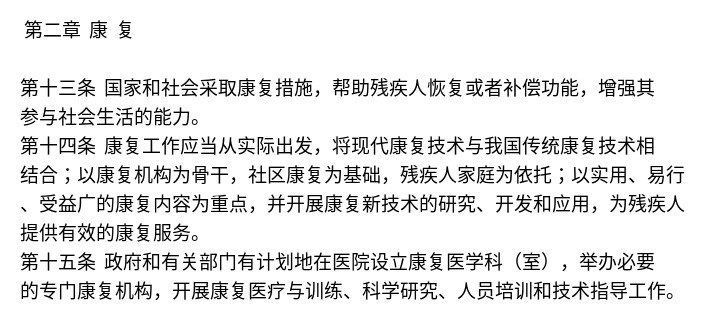 第二章 康 复
第十三条 国家和社会采取康复措施，帮助残疾人恢复或者补偿功能，增强其
参与社会生活的能力。
第十四条 康复工作应当从实际出发，将现代康复技术与我国传统康复技术相
结合；以康复机构为骨干，社区康复为基础，残疾人家庭为依托；以实用、易行
、受益广的康复内容为重点，并开展康复新技术的研究、开发和应用，为残疾人
提供有效的康复服务。
第十五条 政府和有关部门有计划地在医院设立康复医学科（室），举办必要
的专门康复机构，开展康复医疗与训练、科学研究、人员培训和技术指导工作。